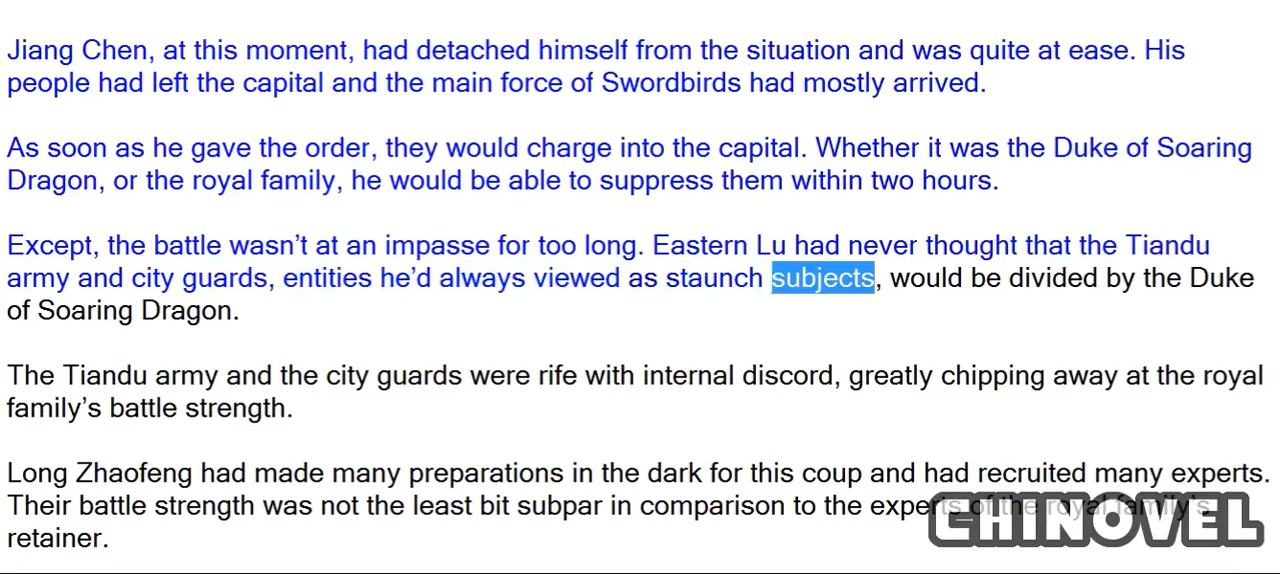 Jiang Chen, at this moment, had detached himself from the situation and was quite at ease. His
people had left the capital and the main force of Swordbirds had mostly arrived.
As soon as he gave the order, they would charge into the capital. Whether it was the Duke of Soaring
Dragon, or the royal family, he would be able to suppress them within two hours.
Except, the battle wasn’t at an impasse for too long. Eastern Lu had never thought that the Tiandu
army and city guards, entities he’d always viewed as staunch subjects, would be divided by the Duke
of Soaring Dragon.
The Tiandu army and the city guards were rife with internal discord, greatly chipping away at the royal
family’s battle strength.
Long Zhaofeng had made many preparations in the dark for this coup and had recruited many experts.
Their battle strength was not the least bit subpar in comparison to the experts of the royal family’s
retainer.
CHINOVEL